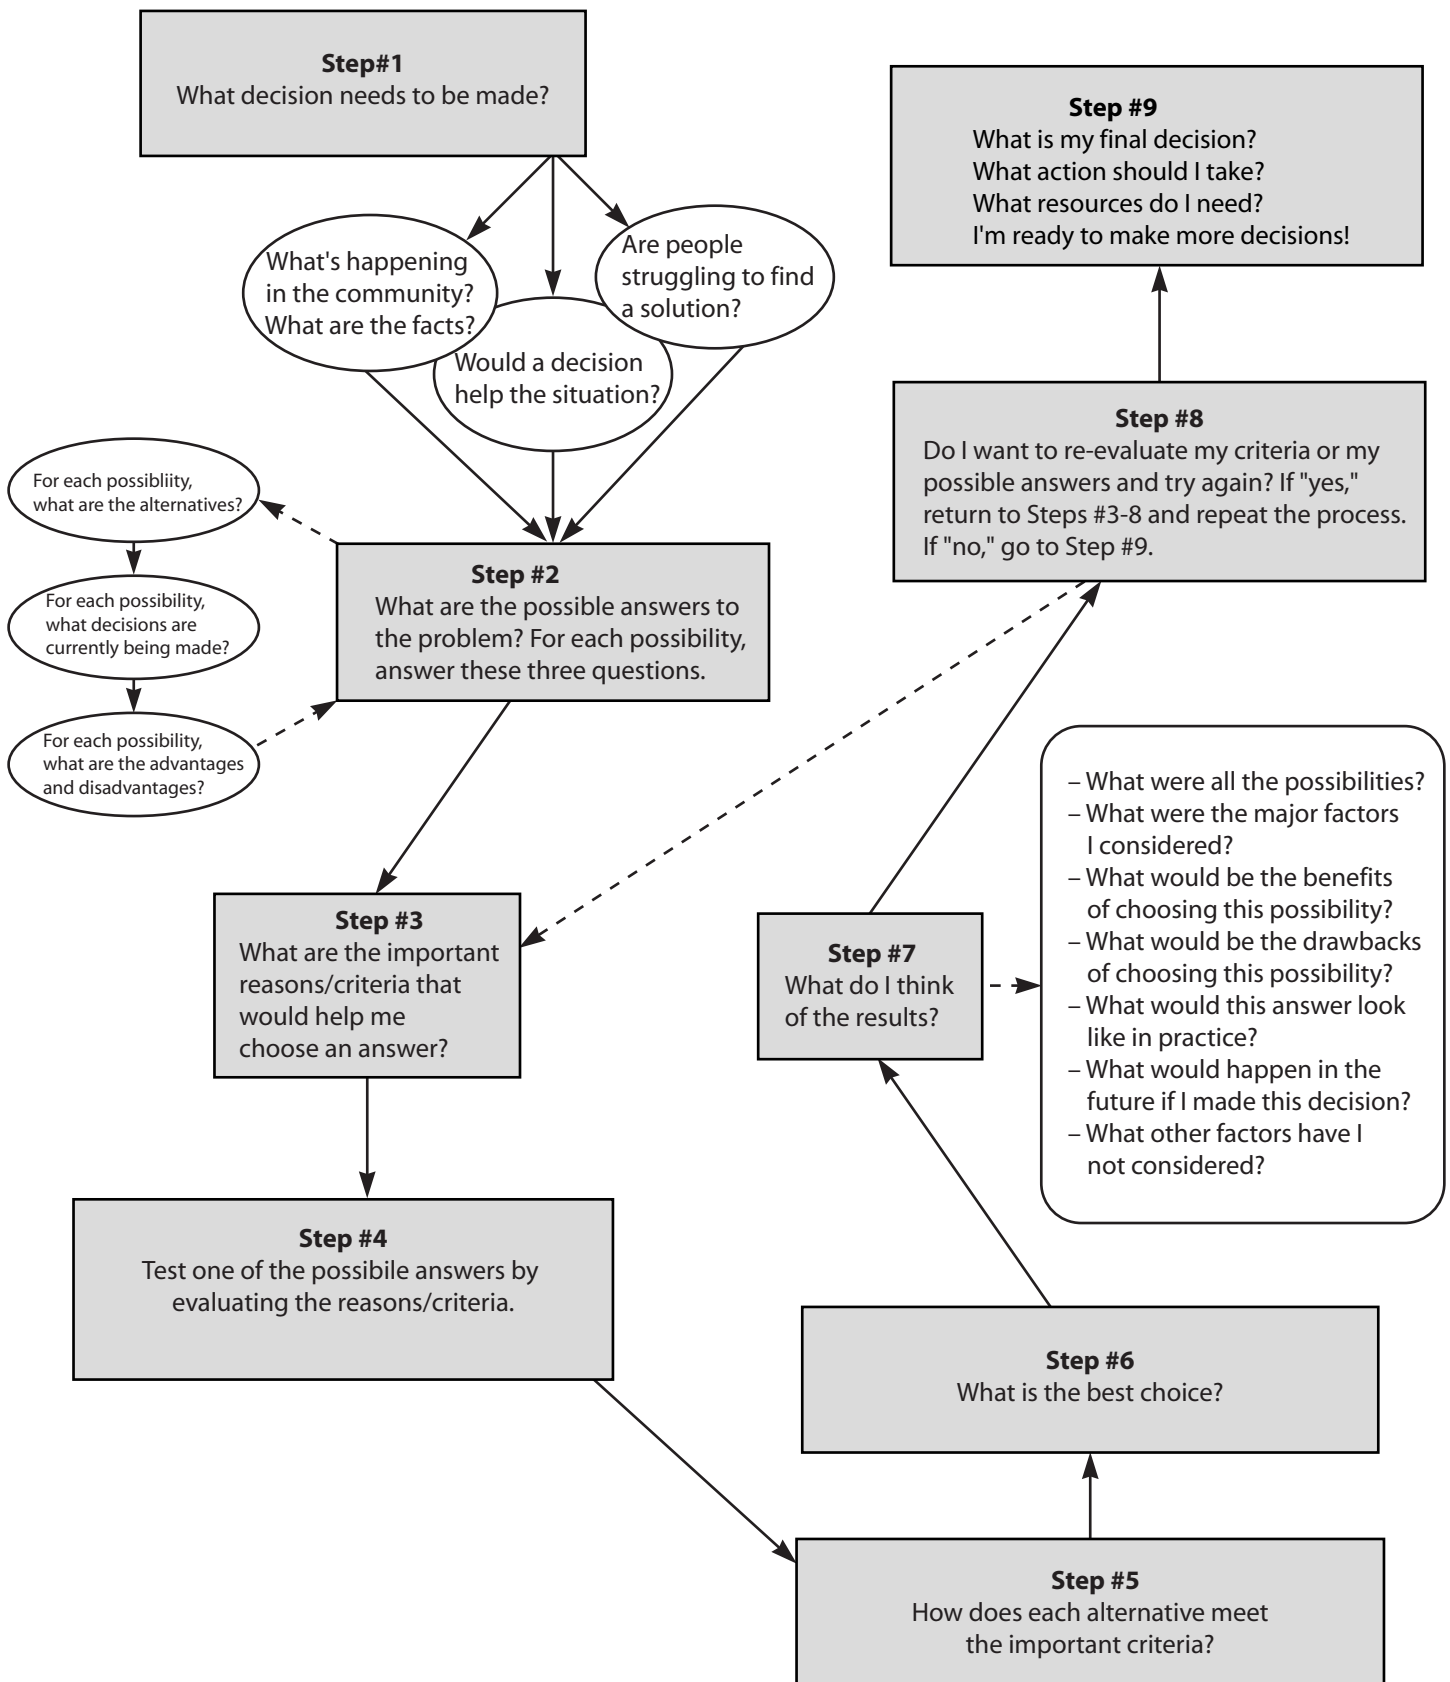 Step#1
What decision needs to be made?
What's happening
in the community?
What are the facts?
Would a decision
help the situation?
Are people
struggling to find
a solution?
Step #2
What are the possible answers to
the problem? For each possibility,
answer these three questions.
For each possibliity,
what are the alternatives?
For each possibility,
what decisions are
currently being made?
For each possibility,
what are the advantages
and disadvantages?
Step #3
What are the important
reasons/criteria that
would help me
choose an answer?
Step #4
Test one of the possibile answers by
evaluating the reasons/criteria.
Step #5
How does each alternative meet
the important criteria?
Step #6
What is the best choice?
Step #7
What do I think
of the results?
– What were all the possibilities?
– What were the major factors
I considered?
– What would be the benefits
of choosing this possibility?
– What would be the drawbacks
of choosing this possibility?
– What would this answer look
like in practice?
– What would happen in the
future if I made this decision?
– What other factors have I
not considered?
Step #8
Do I want to re-evaluate my criteria or my
possible answers and try again? If "yes,"
return to Steps #3-8 and repeat the process.
If "no," go to Step #9.
Step #9
What is my final decision?
What action should I take?
What resources do I need?
I'm ready to make more decisions!